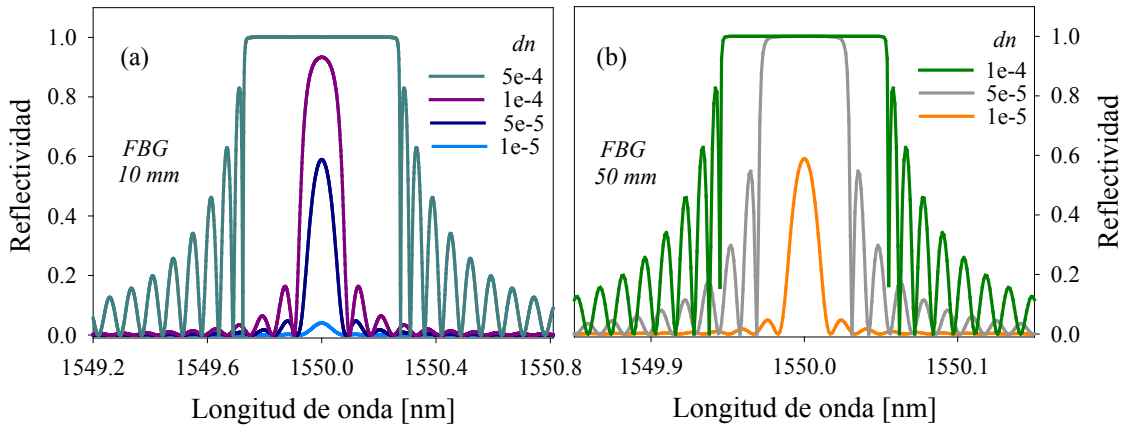 (a)
dn
5e-4
1e-4
5e-5
1e-5
FBG
10 mm
Reflectividad
1.0
0.8
0.6
0.4
0.2
0.0
1549.2 1549.6 1550.0 1550.4 1550.8
Longitud de onda [nm]
(b)
dn
1e-4
5e-5
1e-5
FBG
50 mm
1.0
0.8
0.6
0.4
0.2
0.0
Reflectividad
1549.9 1550.0 1550.1
Longitud de onda [nm]